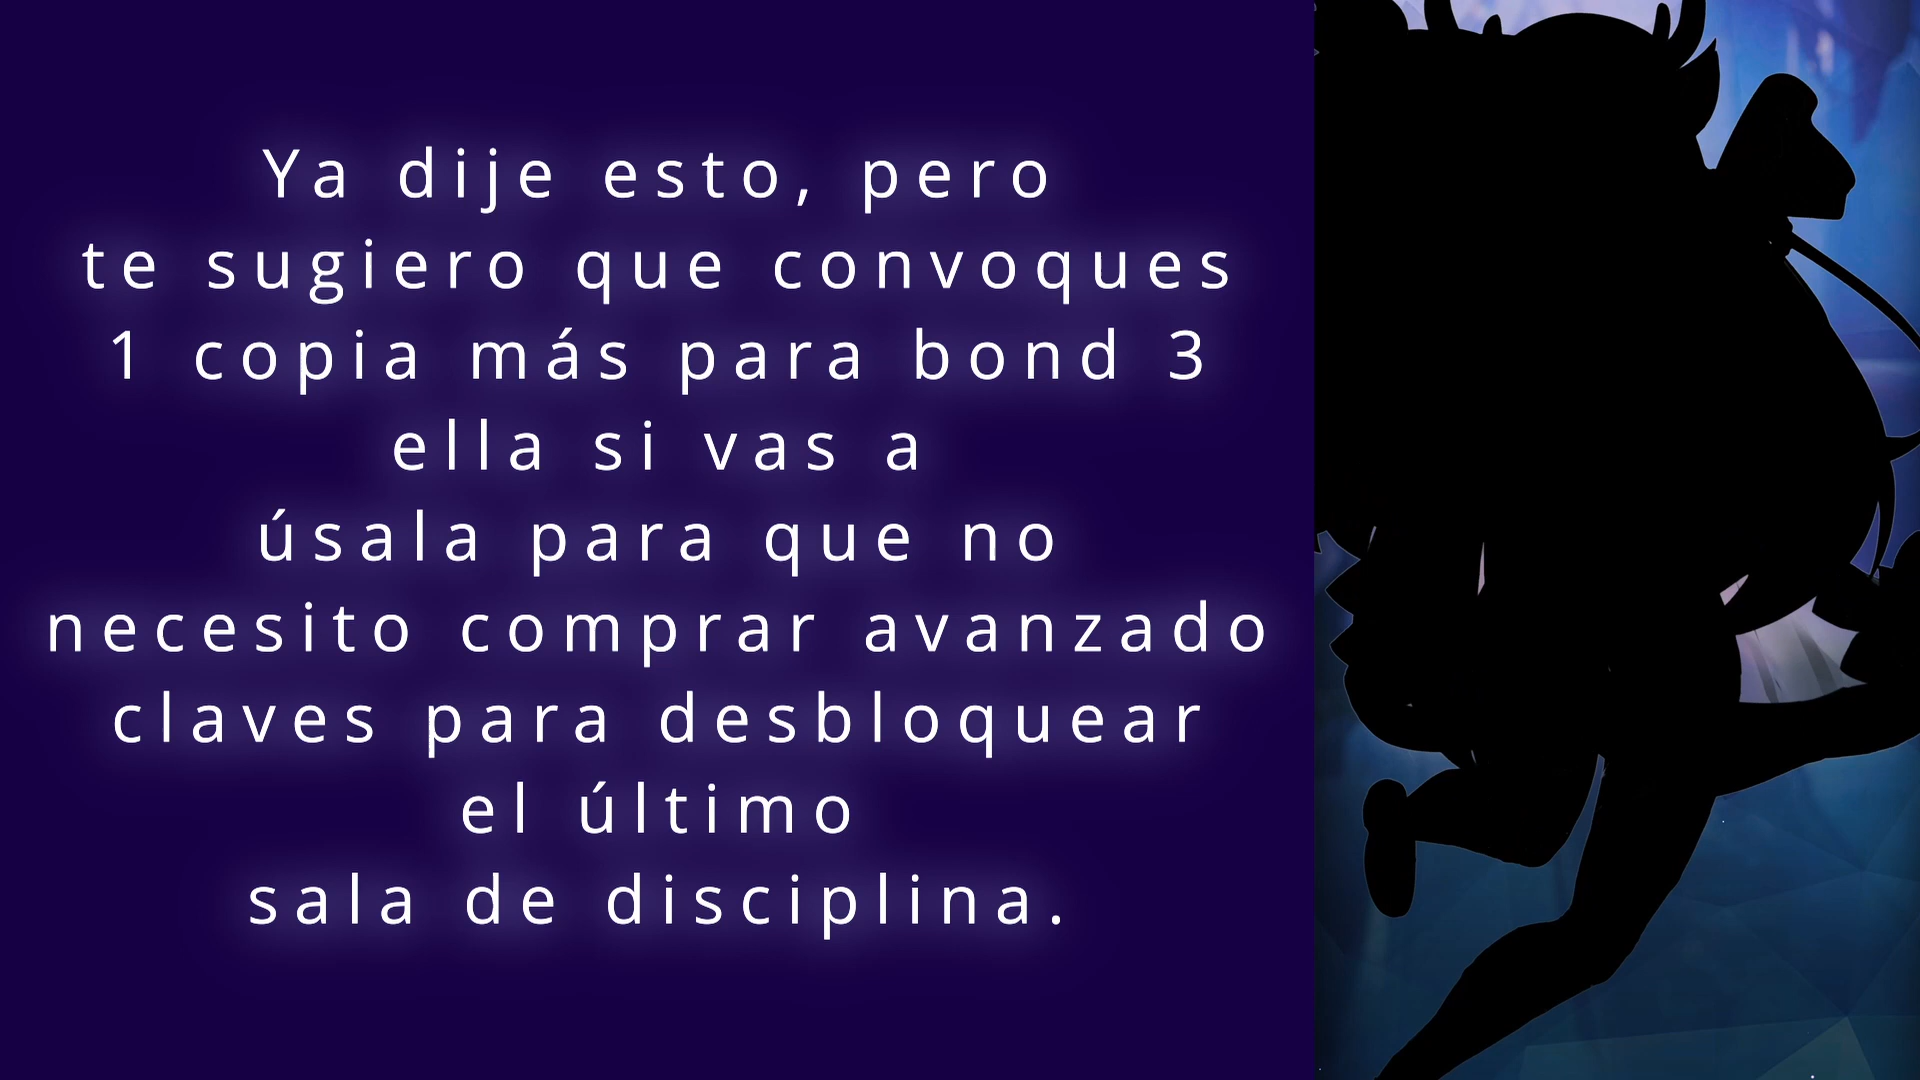 Ya dije esto, pero
te sugiero que convoques
1 copia más para bond 3
ella si vas a
úsala para que no
necesito comprar avanzado
claves para desbloquear
el último
sala de disciplina.